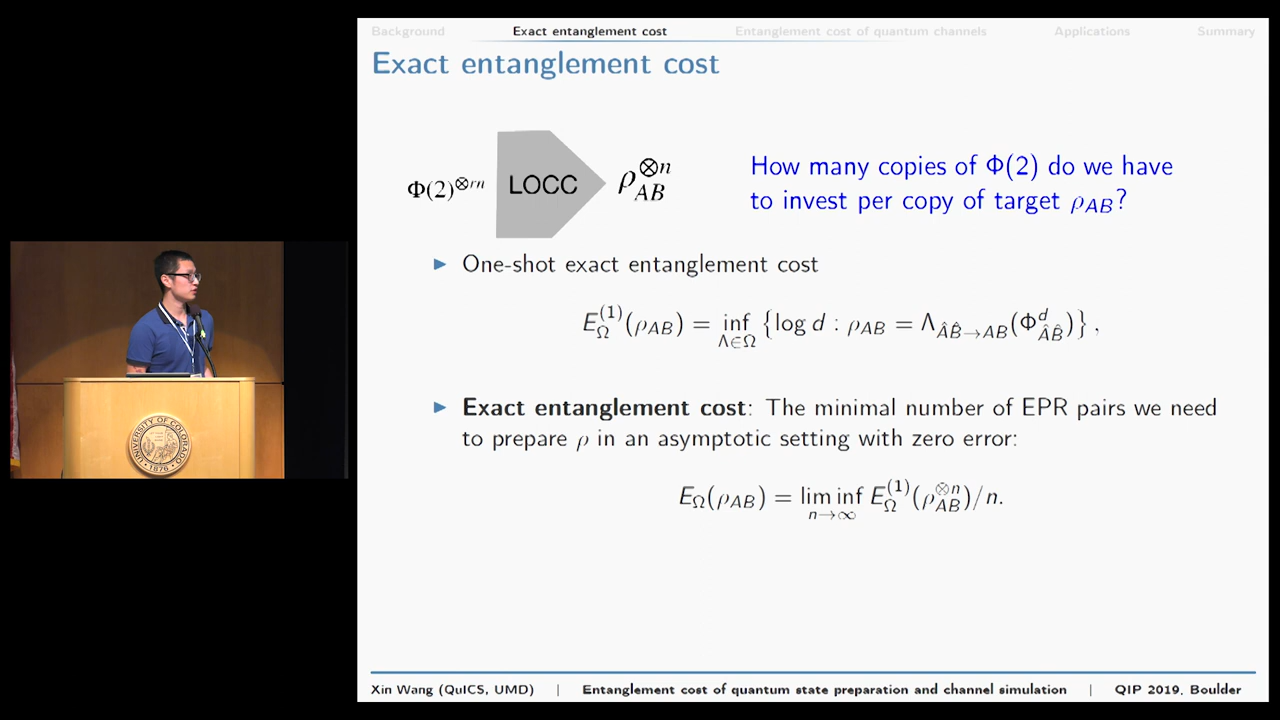 Background Exact entanglement cost Entanglement cost of quantum channels Applications Summary
Exact entanglement cost
Φ(2)^{⊗rn} LOCC ρ_{AB}^{⊗n}
How many copies of Φ(2) do we have
to invest per copy of target ρ_{AB}?
▶ One-shot exact entanglement cost
E_Ω^{(1)}(ρ_{AB}) = inf_{Λ∈Ω} {log d : ρ_{AB} = Λ_{ÂB̂→AB}(Φ^d_{ÂB̂})} ,
▶ Exact entanglement cost: The minimal number of EPR pairs we need
to prepare ρ in an asymptotic setting with zero error:
E_Ω(ρ_{AB}) = lim inf_{n→∞} E_Ω^{(1)}(ρ_{AB}^{⊗n})/n.
UNIVERSITY OF COLORADO
1876
Xin Wang (QuICS, UMD) | Entanglement cost of quantum state preparation and channel simulation | QIP 2019, Boulder